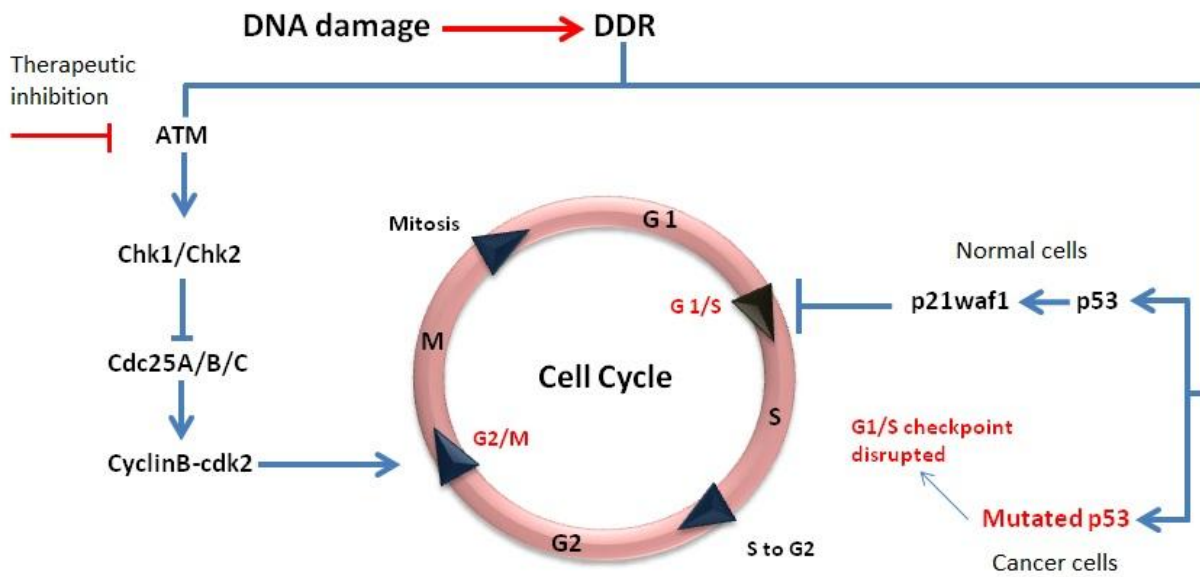 DNA damage
DDR
Therapeutic
inhibition
ATM
Chk1/Chk2
Cdc25A/B/C
CyclinB-cdk2
Mitosis
G 1
G 1/S
M
Cell Cycle
S
G2/M
G2
S to G2
Normal cells
p21waf1
p53
G1/S checkpoint
disrupted
Mutated p53
Cancer cells